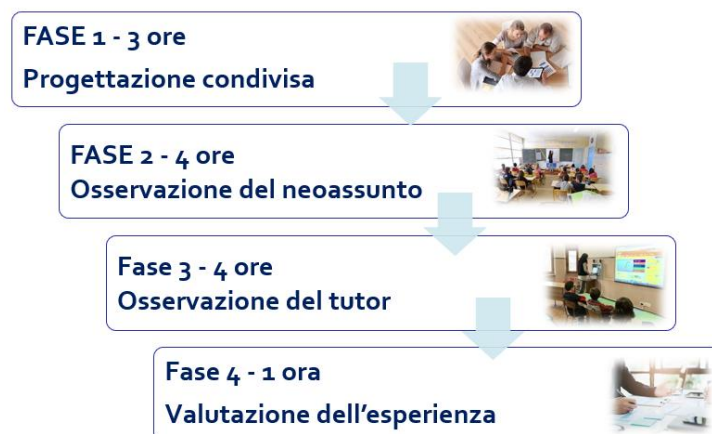 FASE 1 - 3 ore
Progettazione condivisa
FASE 2 - 4 ore
Osservazione del neoassunto
Fase 3 - 4 ore
Osservazione del tutor
Fase 4 - 1 ora
Valutazione dell’esperienza